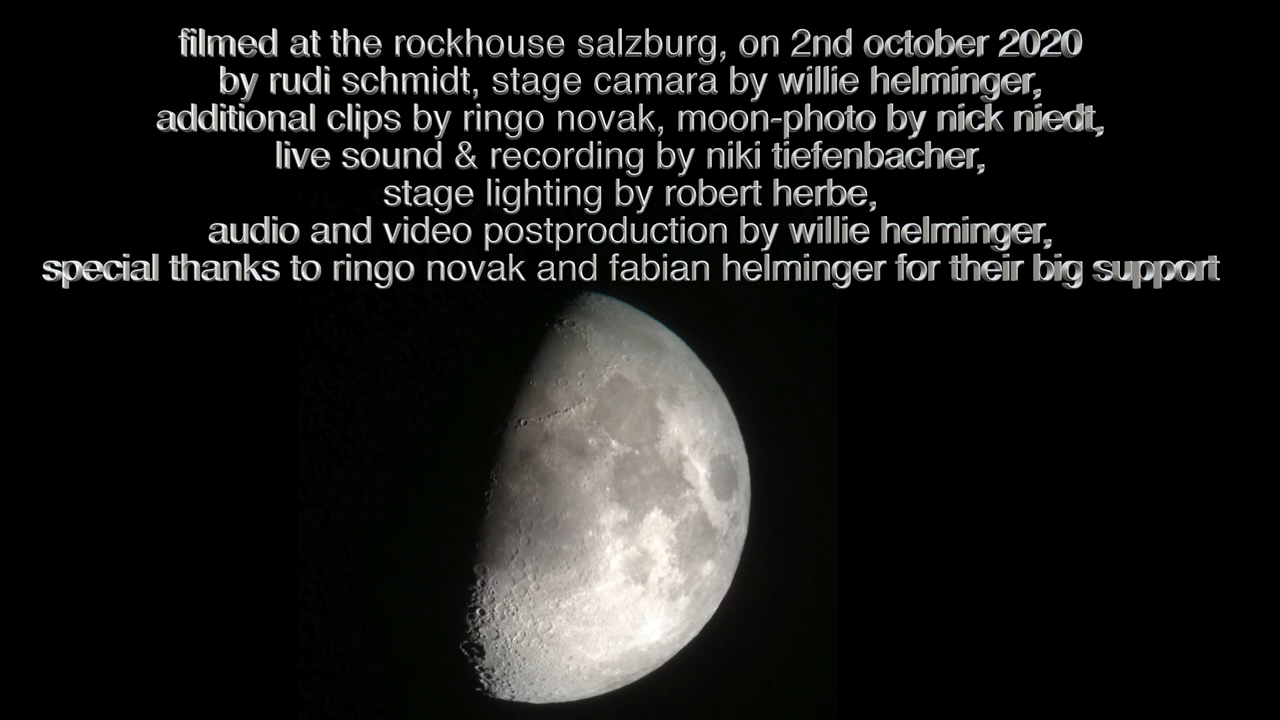 filmed at the rockhouse salzburg, on 2nd october 2020
by rudi schmidt, stage camara by willie helminger,
additional clips by ringo novak, moon-photo by nick niedt,
live sound & recording by niki tiefenbacher,
stage lighting by robert herbe,
audio and video postproduction by willie helminger,
special thanks to ringo novak and fabian helminger for their big support